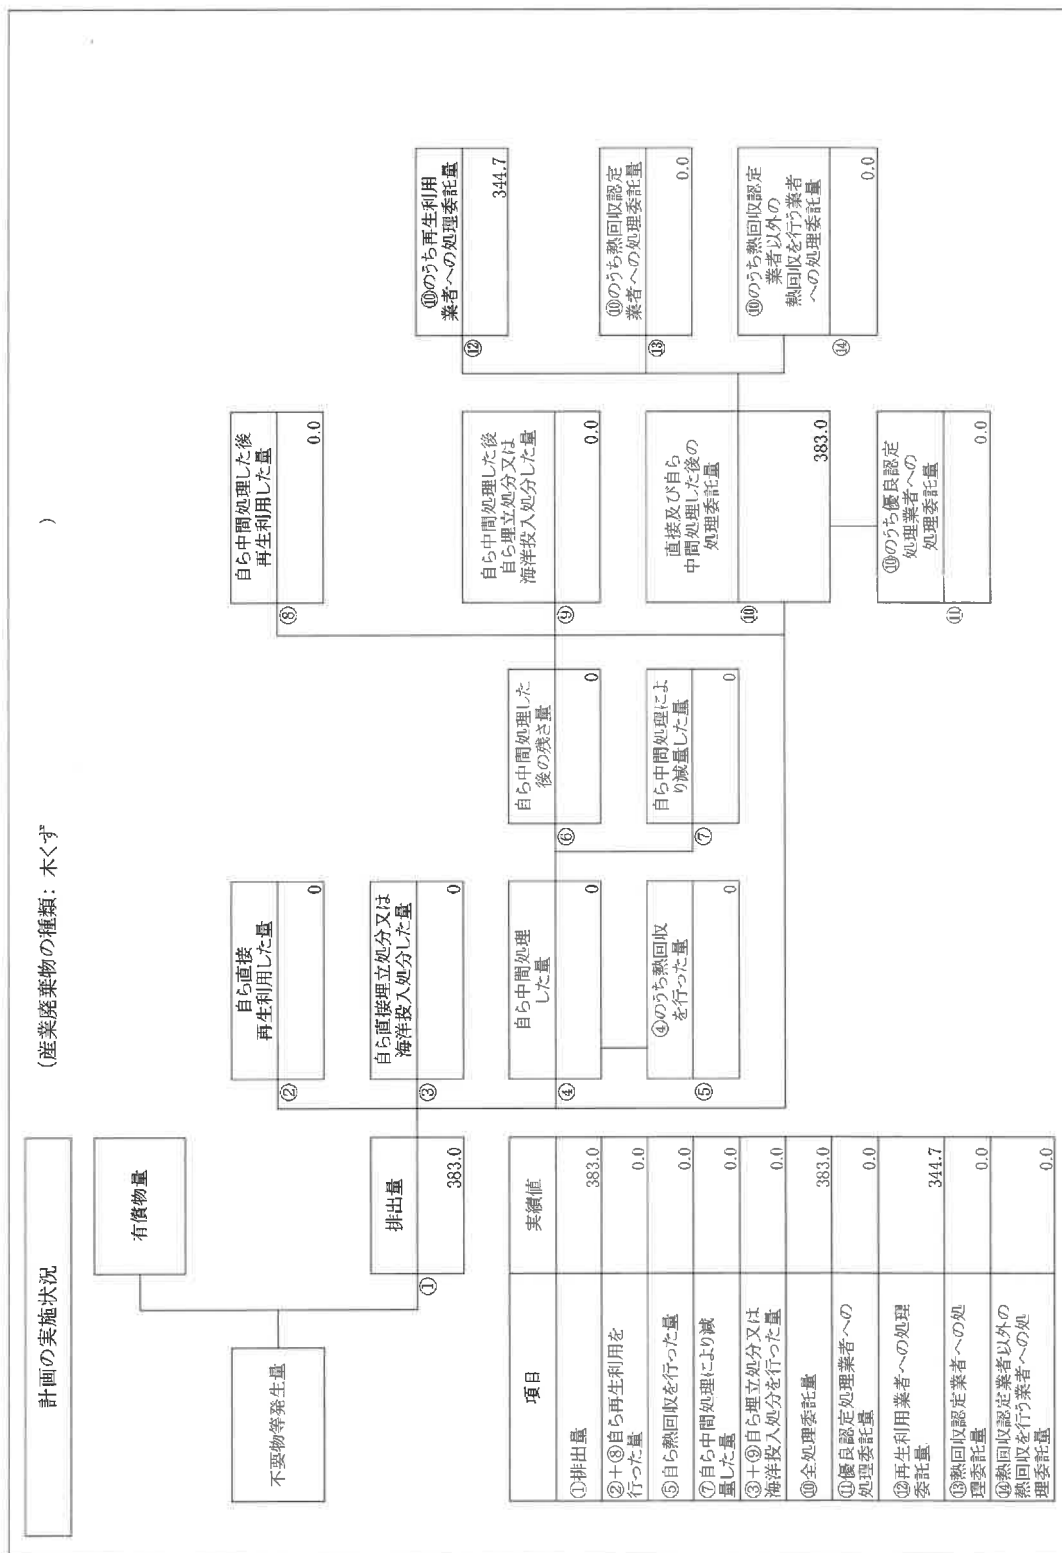 計画の実施状況
(産業廃棄物の種類: 木くず
)
有償物量
不要物等発生量
排出量
①
383.0
自ら直接
再生利用した量
②
0
自ら直接埋立処分又は
海洋投入処分した量
③
0
自ら中間処理
した量
④
0
④のうち熱回収
を行った量
⑤
0
自ら中間処理した
後の残さ量
⑥
0
自ら中間処理によ
り減量した量
⑦
0
自ら中間処理した後
再生利用した量
⑧
0.0
自ら中間処理した後
自ら埋立処分又は
海洋投入処分した量
⑨
0.0
直接及び自ら
中間処理した後の
処理委託量
⑩
383.0
⑩のうち優良認定
処理業者への
処理委託量
⑪
0.0
⑩のうち再生利用
業者への処理委託量
⑫
344.7
⑩のうち熱回収認定
業者への処理委託量
⑬
0.0
⑩のうち熱回収認定
業者以外の
熱回収を行う業者
への処理委託量
⑭
0.0
項目 実績値
①排出量 383.0
②+⑧自ら再生利用を
行った量 0.0
⑤自ら熱回収を行った量 0.0
⑦自ら中間処理により減
量した量 0.0
③+⑨自ら埋立処分又は
海洋投入処分を行った量 0.0
⑩全処理委託量 383.0
⑪優良認定処理業者への
処理委託量 0.0
⑫再生利用業者への処理
委託量 344.7
⑬熱回収認定業者への処
理委託量 0.0
⑭熱回収認定業者以外の
熱回収を行う業者への処
理委託量 0.0